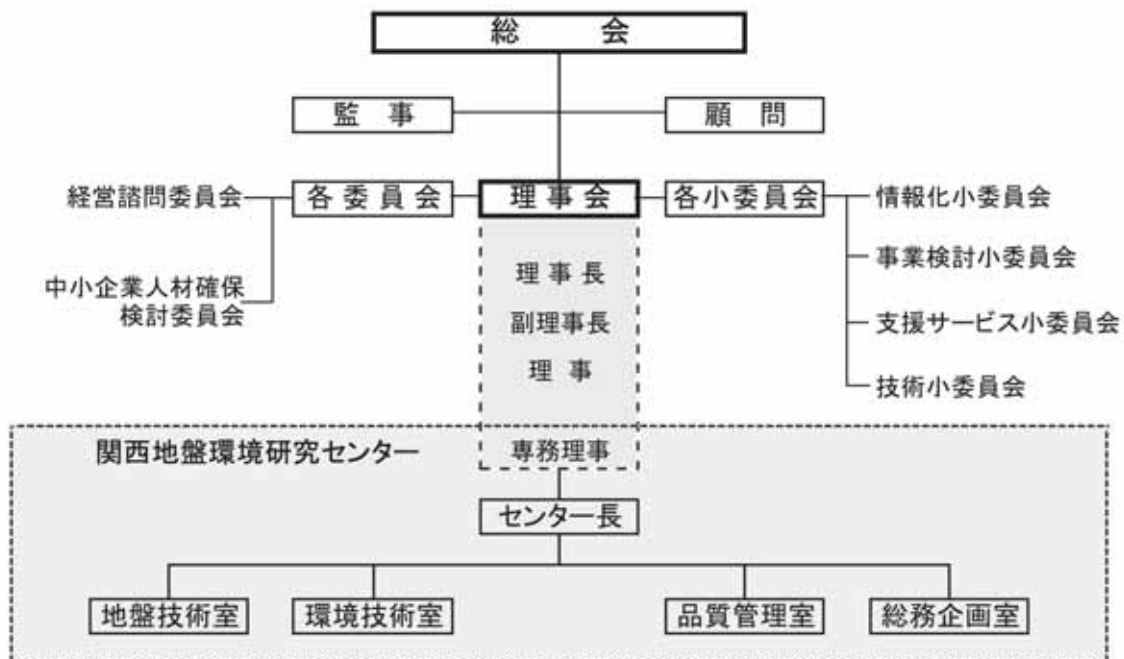 総会
監事
顧問
経営諮問委員会
各委員会
理事会
各小委員会
情報化小委員会
中小企業人材確保
検討委員会
事業検討小委員会
支援サービス小委員会
技術小委員会
理事長
副理事長
理事
関西地盤環境研究センター
専務理事
センター長
地盤技術室
環境技術室
品質管理室
総務企画室